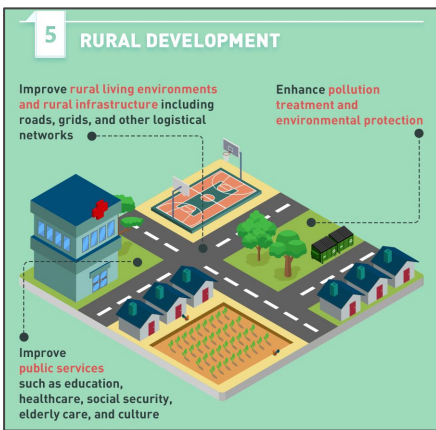 5 RURAL DEVELOPMENT
Improve rural living environments
and rural infrastructure including
roads, grids, and other logistical
networks
Enhance pollution
treatment and
environmental protection
Improve
public services
such as education,
healthcare, social security,
elderly care, and culture